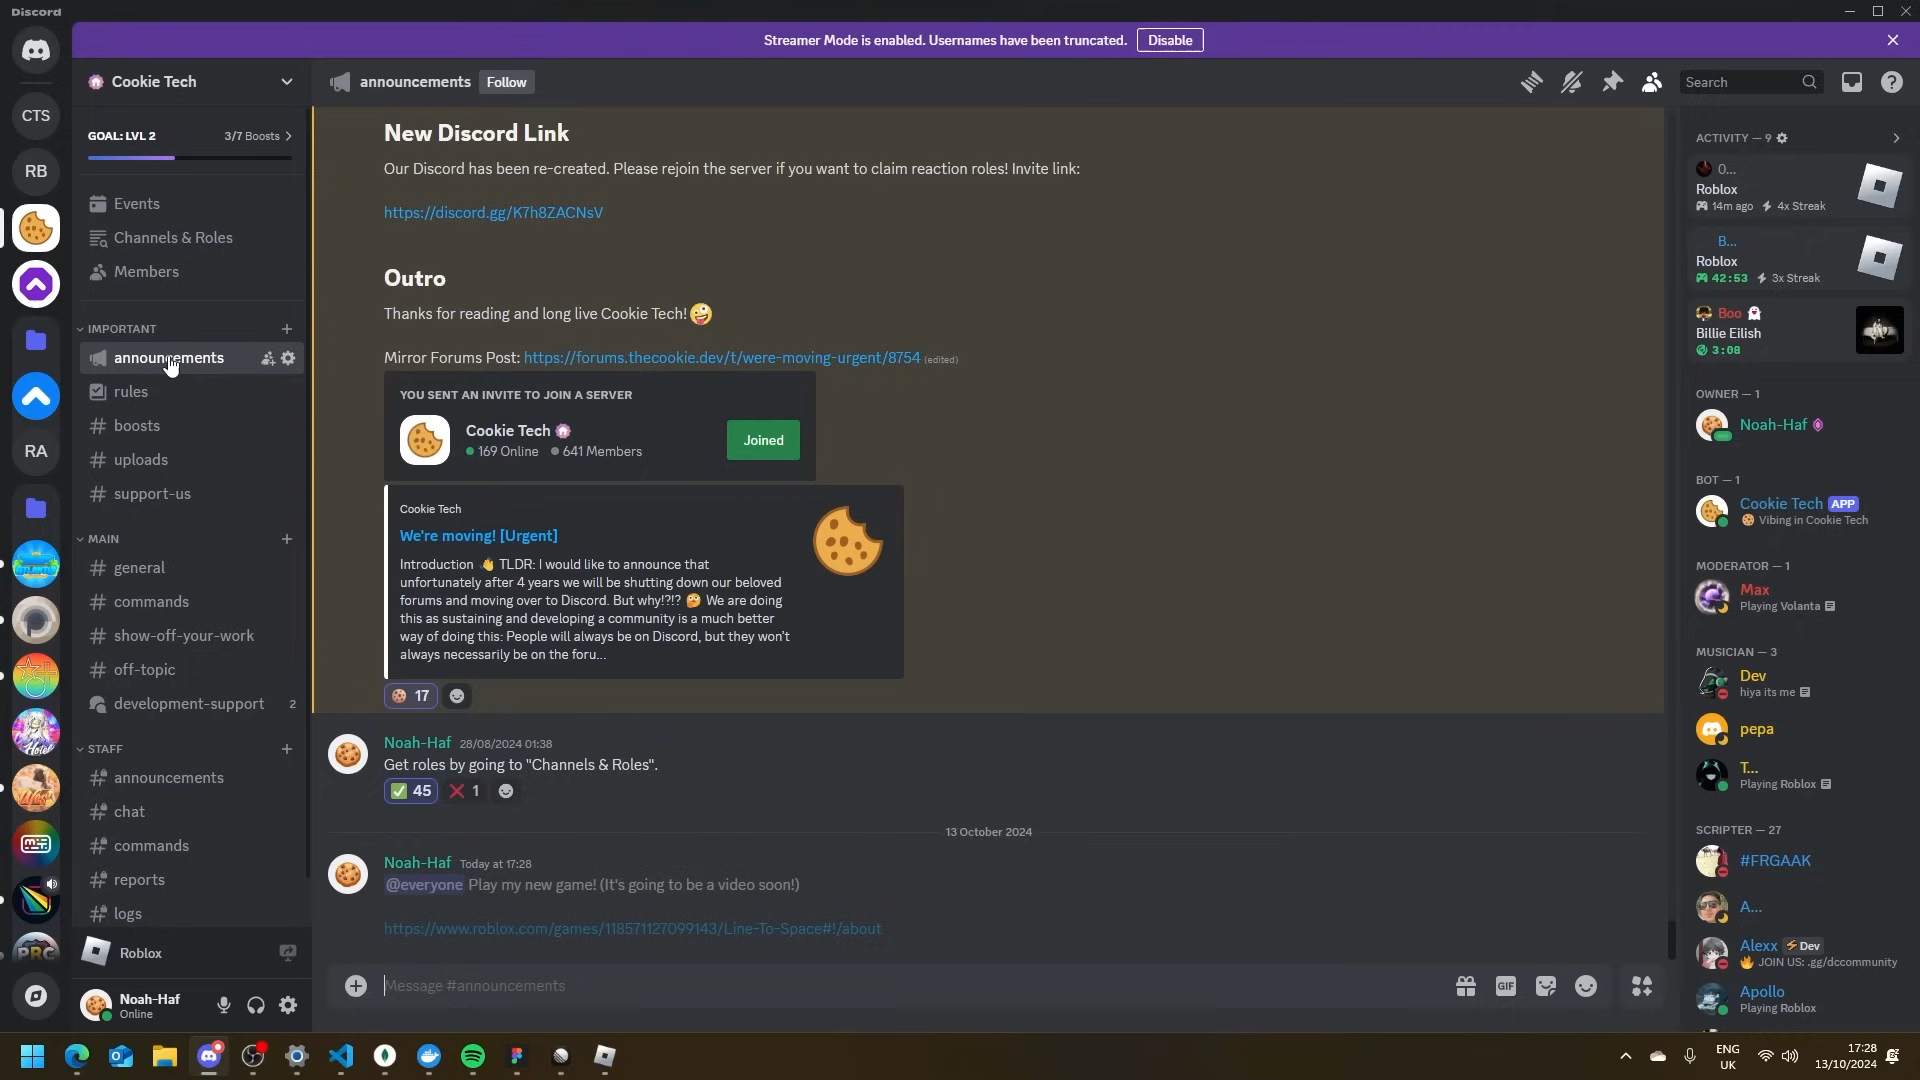 Discord
Streamer Mode is enabled. Usernames have been truncated. Disable
CTS
RB
RA
Cookie Tech
GOAL: LVL 2 3/7 Boosts
Events
Channels & Roles
Members
IMPORTANT
announcements
rules
boosts
uploads
support-us
MAIN
general
commands
show-off-your-work
off-topic
development-support 2
STAFF
announcements
chat
commands
reports
logs
Roblox
Noah-Haf
Online
announcements Follow
Search
New Discord Link
Our Discord has been re-created. Please rejoin the server if you want to claim reaction roles! Invite link:
https://discord.gg/K7h8ZACNsV
Outro
Thanks for reading and long live Cookie Tech! 🤪
Mirror Forums Post: https://forums.thecookie.dev/t/were-moving-urgent/8754 (edited)
YOU SENT AN INVITE TO JOIN A SERVER
Cookie Tech
169 Online 641 Members
Joined
Cookie Tech
We're moving! [Urgent]
Introduction 👋 TLDR: I would like to announce that
unfortunately after 4 years we will be shutting down our beloved
forums and moving over to Discord. But why!?!? 🤔 We are doing
this as sustaining and developing a community is a much better
way of doing this: People will always be on Discord, but they won't
always necessarily be on the foru...
🍪 17
Noah-Haf 28/08/2024 01:38
Get roles by going to "Channels & Roles".
✅ 45 ❌ 1
13 October 2024
Noah-Haf Today at 17:28
@everyone Play my new game! (It's going to be a video soon!)
https://www.roblox.com/games/118571127099143/Line-To-Space#!/about
Message #announcements
GIF
ACTIVITY — 9
O...
Roblox
14m ago 4x Streak
B...
Roblox
42:53 3x Streak
Boo 👻
Billie Eilish
3:08
OWNER — 1
Noah-Haf
BOT — 1
Cookie Tech APP
🍪 Vibing in Cookie Tech
MODERATOR — 1
Max
Playing Volanta
MUSICIAN — 3
Dev
hiya its me
pepa
T...
Playing Roblox
SCRIPTER — 27
#FRGAAK
A...
Alexx ⚡Dev
🔥 JOIN US: .gg/dccommunity
Apollo
Playing Roblox
ENG
UK
17:28
13/10/2024